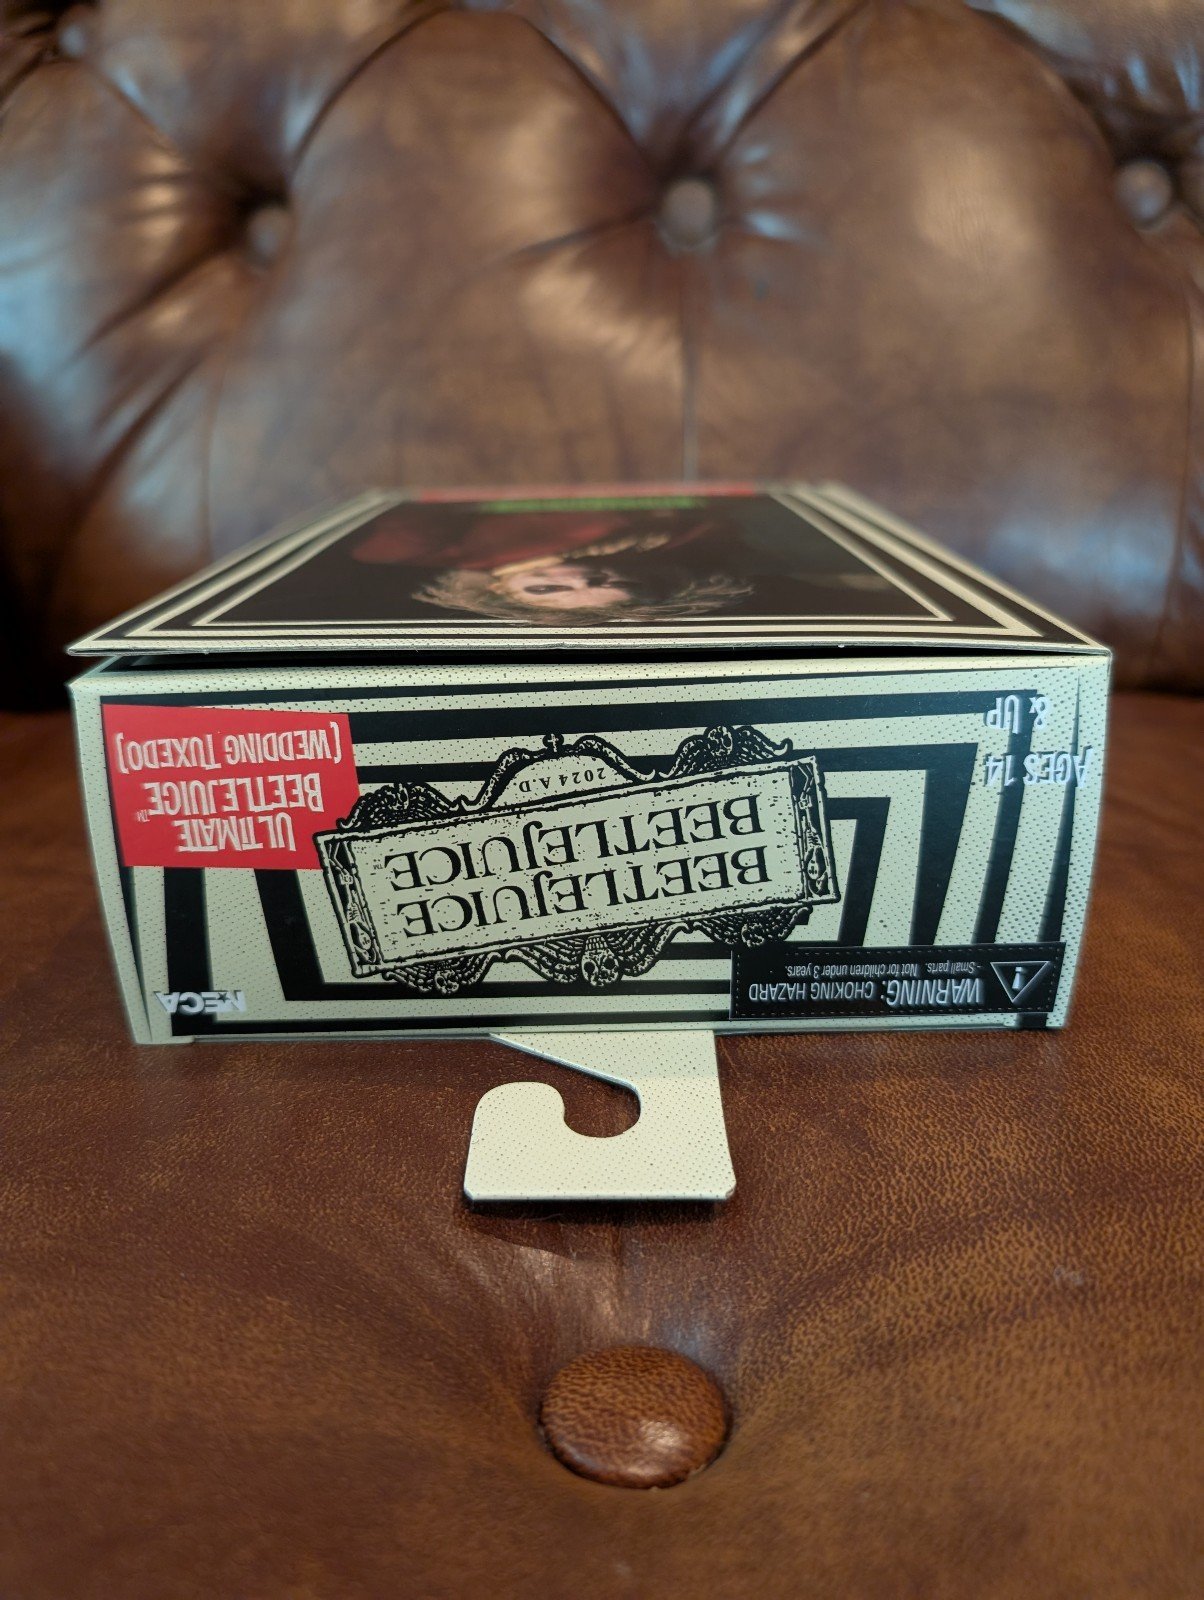 WARNING: CHOKING HAZARD
- Small parts. Not for children under 3 years.
NECA
BEETLEJUICE
BEETLEJUICE
2024 A.D.
ULTIMATE
BEETLEJUICE™
(WEDDING TUXEDO)
AGES 14
& UP